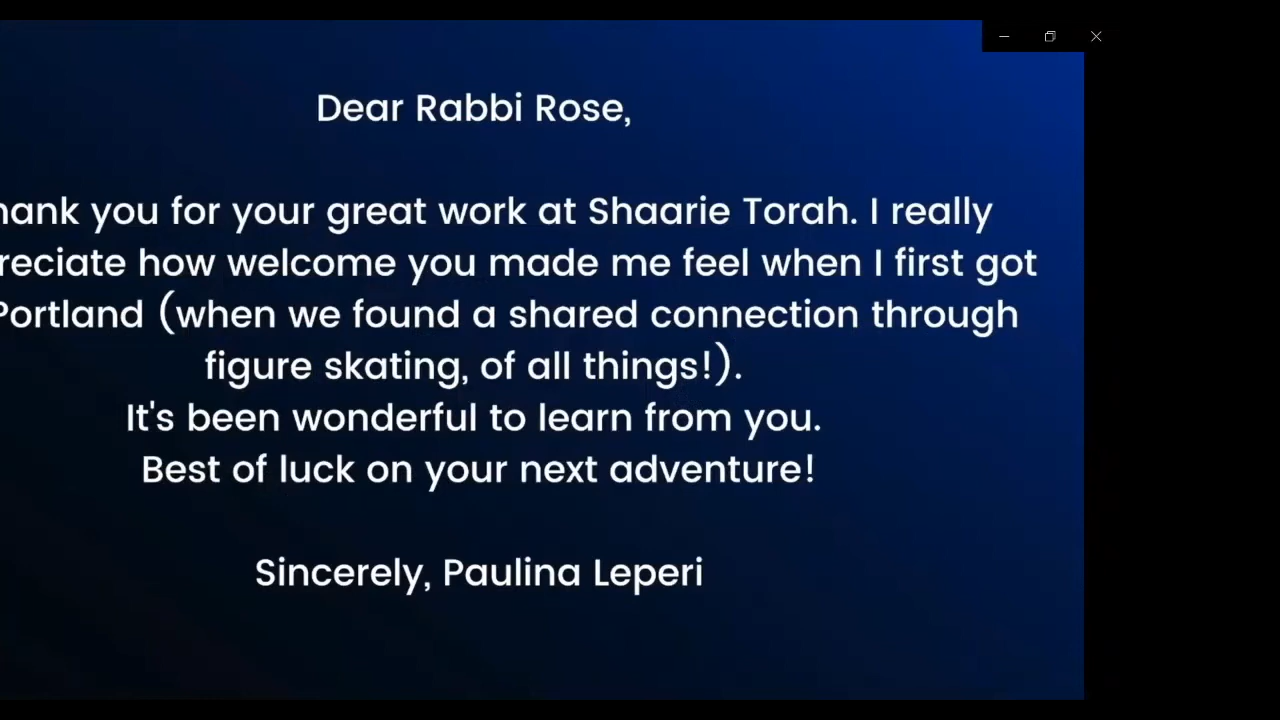 Dear Rabbi Rose,
hank you for your great work at Shaarie Torah. I really
reciate how welcome you made me feel when I first got
Portland (when we found a shared connection through
figure skating, of all things!).
It's been wonderful to learn from you.
Best of luck on your next adventure!
Sincerely, Paulina Leperi